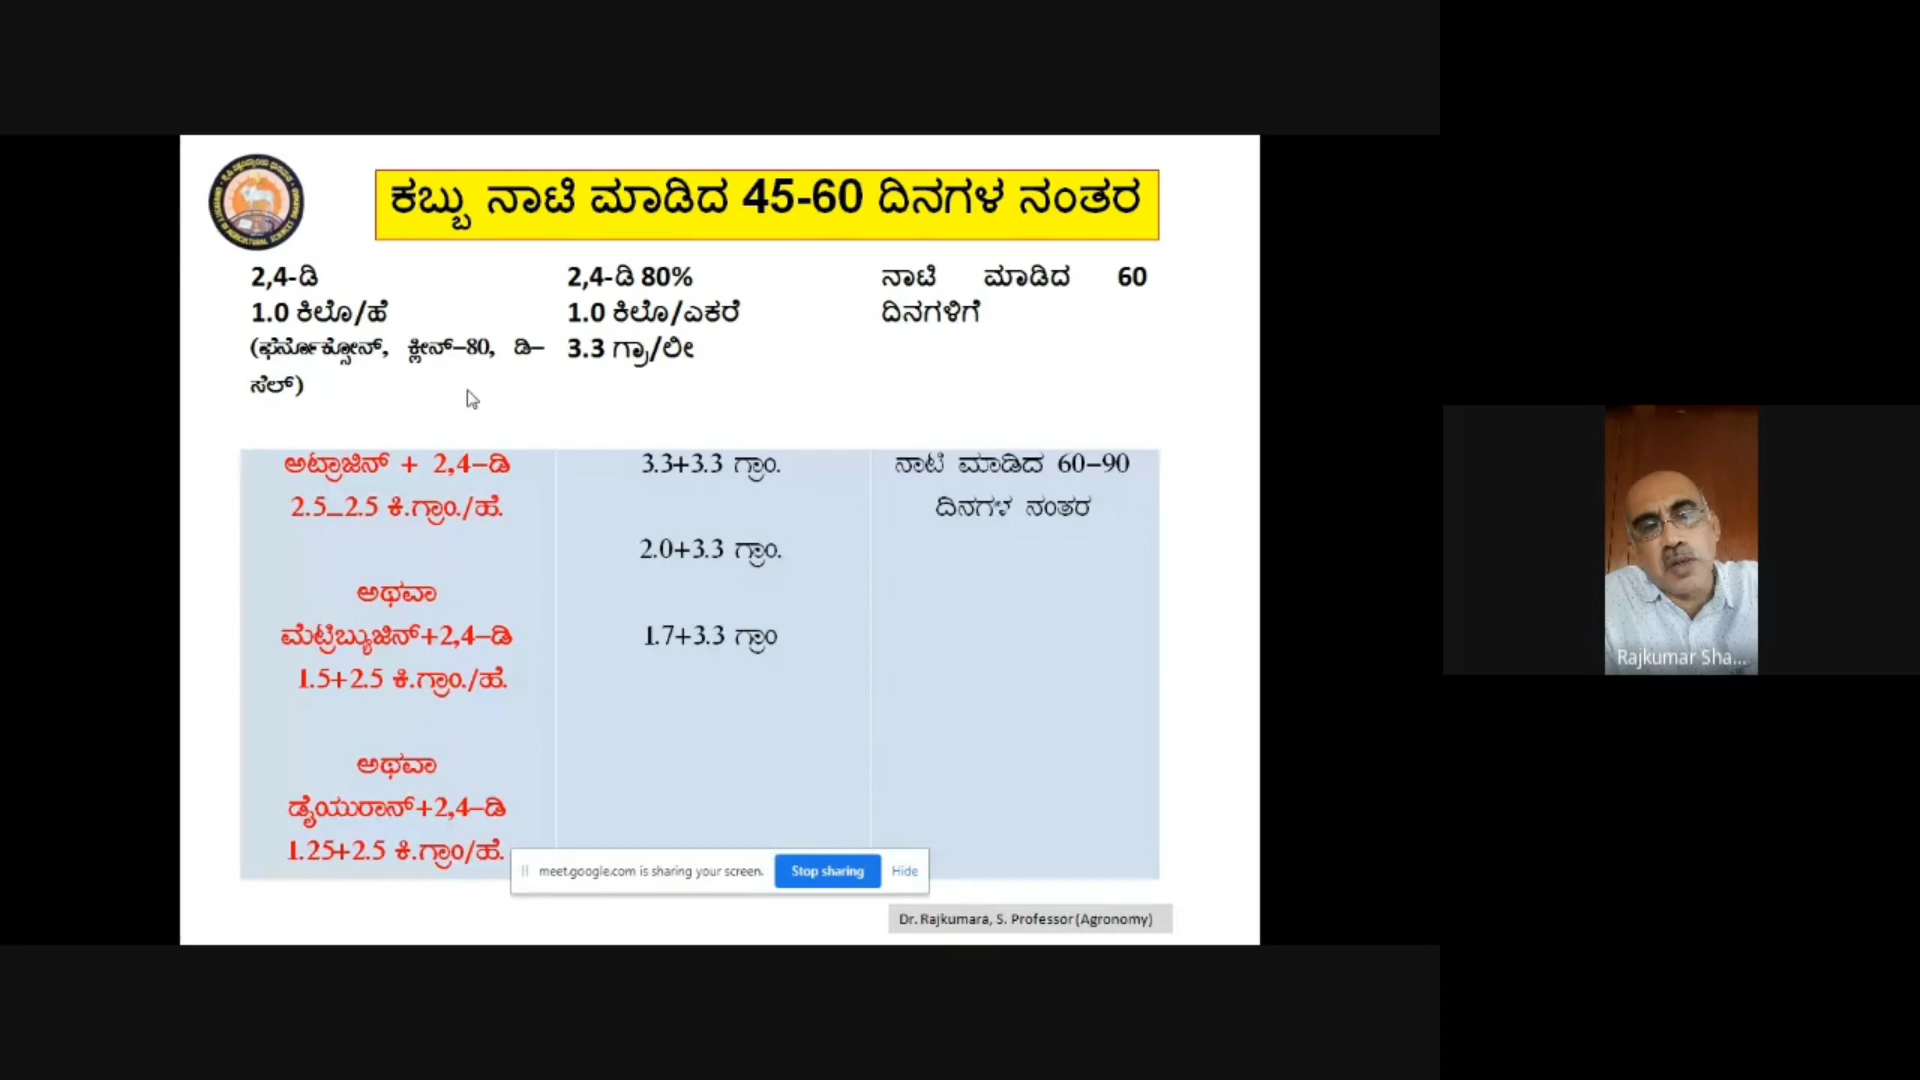 ಕಬ್ಬು ನಾಟಿ ಮಾಡಿದ 45-60 ದಿನಗಳ ನಂತರ
2,4-ಡಿ
1.0 ಕಿಲೊ/ಹೆ
(ಫೆರ್ನೊಕ್ಸೋನ್, ಕ್ಲೀನ್-80, ಡಿ-
ಸೆಲ್)
2,4-ಡಿ 80%
1.0 ಕಿಲೊ/ಎಕರೆ
3.3 ಗ್ರಾ/ಲೀ
ನಾಟಿ ಮಾಡಿದ 60
ದಿನಗಳಿಗೆ
ಅಟ್ರಾಜಿನ್ + 2,4-ಡಿ
2.5_2.5 ಕಿ.ಗ್ರಾಂ./ಹೆ.
ಅಥವಾ
ಮೆಟ್ರಿಬ್ಯುಜಿನ್+2,4-ಡಿ
1.5+2.5 ಕಿ.ಗ್ರಾಂ./ಹೆ.
ಅಥವಾ
ಡೈಯುರಾನ್+2,4-ಡಿ
1.25+2.5 ಕಿ.ಗ್ರಾಂ/ಹೆ.
3.3+3.3 ಗ್ರಾಂ.
2.0+3.3 ಗ್ರಾಂ.
1.7+3.3 ಗ್ರಾಂ
ನಾಟಿ ಮಾಡಿದ 60-90
ದಿನಗಳ ನಂತರ
meet.google.com is sharing your screen.
Stop sharing
Hide
Dr. Rajkumara, S. Professor(Agronomy)
Rajkumar Sha...